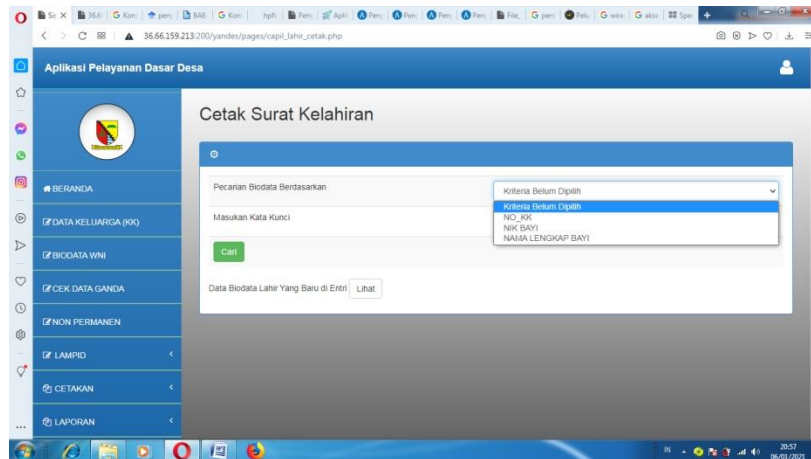 36.66.159.213:200/yandes/pages/capil_lahir_cetak.php
Aplikasi Pelayanan Dasar Desa
Cetak Surat Kelahiran
BERANDA
DATA KELUARGA (KK)
BIODATA WNI
CEK DATA GANDA
NON PERMANEN
LAMPID
CETAKAN
LAPORAN
Pecarian Biodata Berdasarkan
Kriteria Belum Dipilih
Kriteria Belum Dipilih
NO_KK
NIK BAYI
NAMA LENGKAP BAYI
Masukan Kata Kunci
Cari
Data Biodata Lahir Yang Baru di Entri Lihat
IN
20:57
06/01/2021